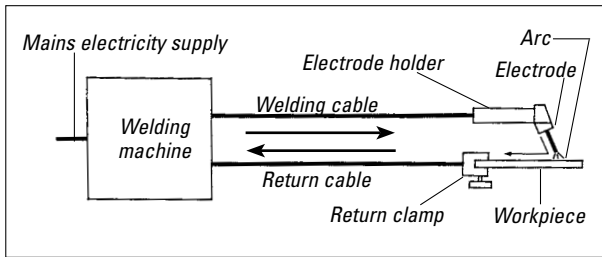 Mains electricity supply
Arc
Electrode holder
Electrode
Welding cable
Welding
machine
Return cable
Return clamp
Workpiece